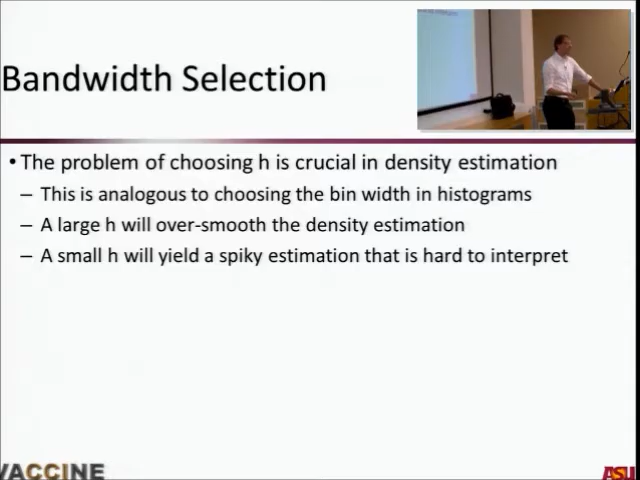 Bandwidth Selection
• The problem of choosing h is crucial in density estimation
– This is analogous to choosing the bin width in histograms
– A large h will over-smooth the density estimation
– A small h will yield a spiky estimation that is hard to interpret
VACCINE
ASU